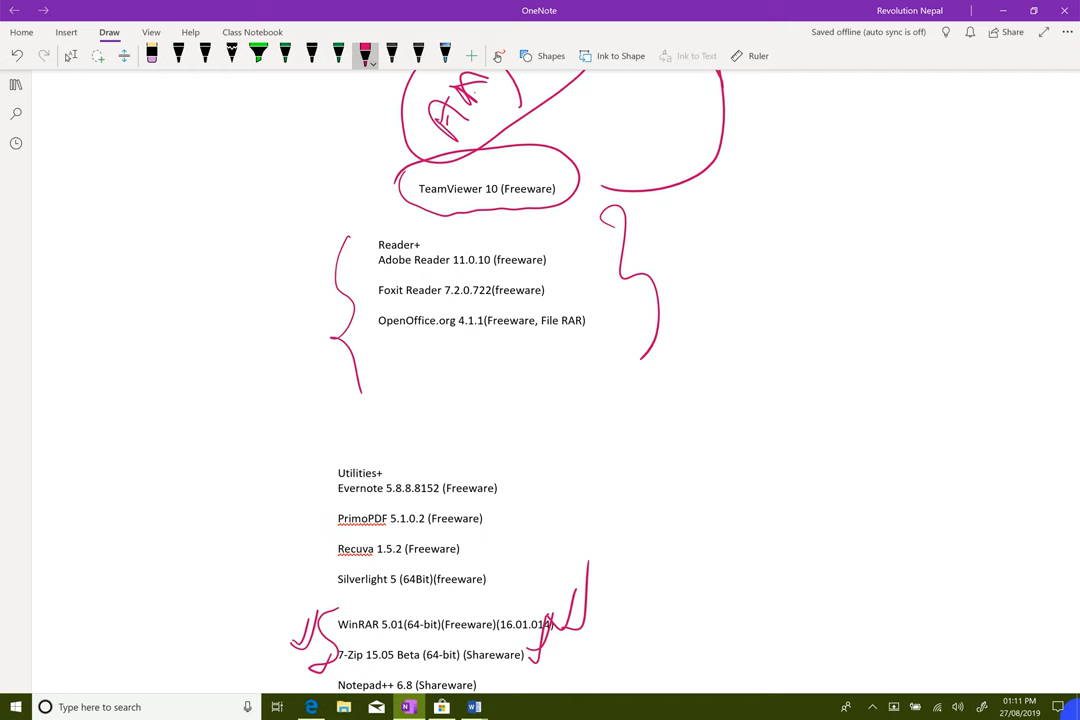 OneNote
Revolution Nepal
Home Insert Draw View Help Class Notebook
Saved offline (auto sync is off)
Share
Shapes
Ink to Shape
Ink to Text
Ruler
TeamViewer 10 (Freeware)
Reader+
Adobe Reader 11.0.10 (freeware)
Foxit Reader 7.2.0.722(freeware)
OpenOffice.org 4.1.1(Freeware, File RAR)
Utilities+
Evernote 5.8.8.8152 (Freeware)
PrimoPDF 5.1.0.2 (Freeware)
Recuva 1.5.2 (Freeware)
Silverlight 5 (64Bit)(freeware)
WinRAR 5.01(64-bit)(Freeware)(16.01.014)
7-Zip 15.05 Beta (64-bit) (Shareware)
Notepad++ 6.8 (Shareware)
Type here to search
01:11 PM
27/08/2019